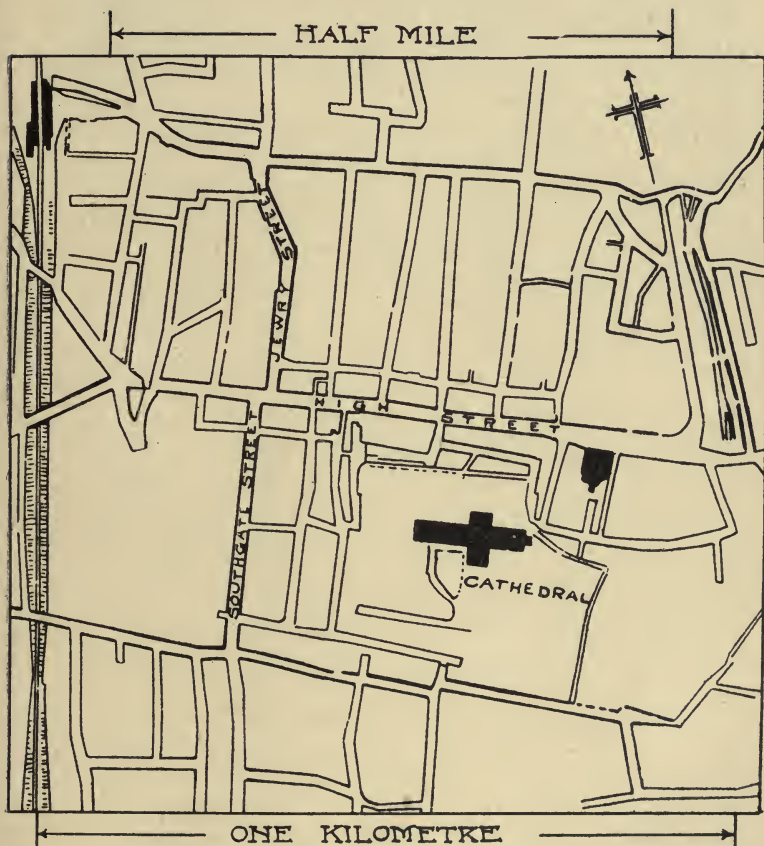 HALF MILE
JEWRY STREET
HIGH STREET
SOUTHGATE STREET
CATHEDRAL
ONE KILOMETRE